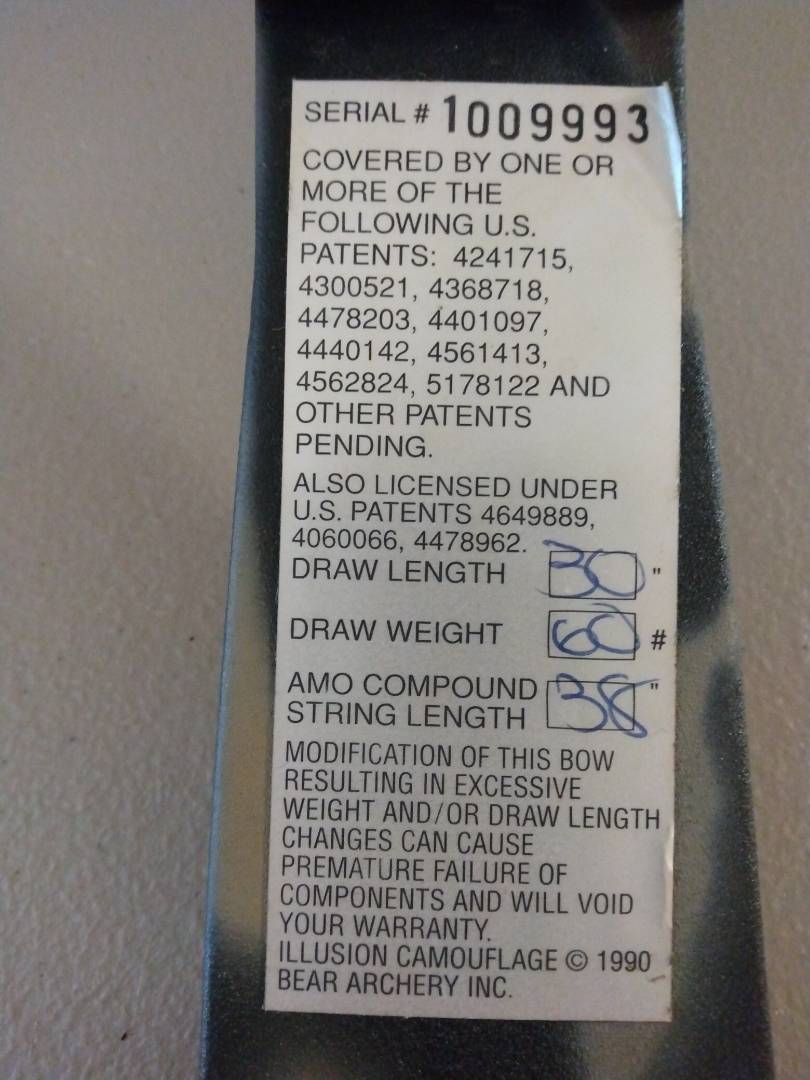 SERIAL # 1009993
COVERED BY ONE OR
MORE OF THE
FOLLOWING U.S.
PATENTS: 4241715,
4300521, 4368718,
4478203, 4401097,
4440142, 4561413,
4562824, 5178122 AND
OTHER PATENTS
PENDING.
ALSO LICENSED UNDER
U.S. PATENTS 4649889,
4060066, 4478962.
DRAW LENGTH 30 "
DRAW WEIGHT 60 #
AMO COMPOUND 38 "
STRING LENGTH
MODIFICATION OF THIS BOW
RESULTING IN EXCESSIVE
WEIGHT AND/OR DRAW LENGTH
CHANGES CAN CAUSE
PREMATURE FAILURE OF
COMPONENTS AND WILL VOID
YOUR WARRANTY.
ILLUSION CAMOUFLAGE © 1990
BEAR ARCHERY INC.